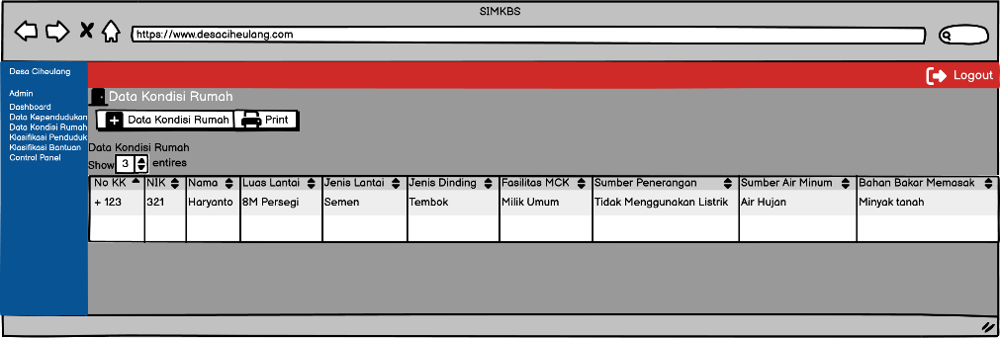 SIMKBS
https://www.desaciheulang.com
Desa Ciheulang
Logout
Admin
Dashboard
Data Kependudukan
Data Kondisi Rumah
Klasifikasi Penduduk
Klasifikasi Bantuan
Control Panel
Data Kondisi Rumah
Data Kondisi Rumah Print
Data Kondisi Rumah
Show 3 entires
No KK NIK Nama Luas Lantai Jenis Lantai Jenis Dinding Fasilitas MCK Sumber Penerangan Sumber Air Minum Bahan Bakar Memasak
+ 123 321 Haryanto 8M Persegi Semen Tembok Milik Umum Tidak Menggunakan Listrik Air Hujan Minyak tanah